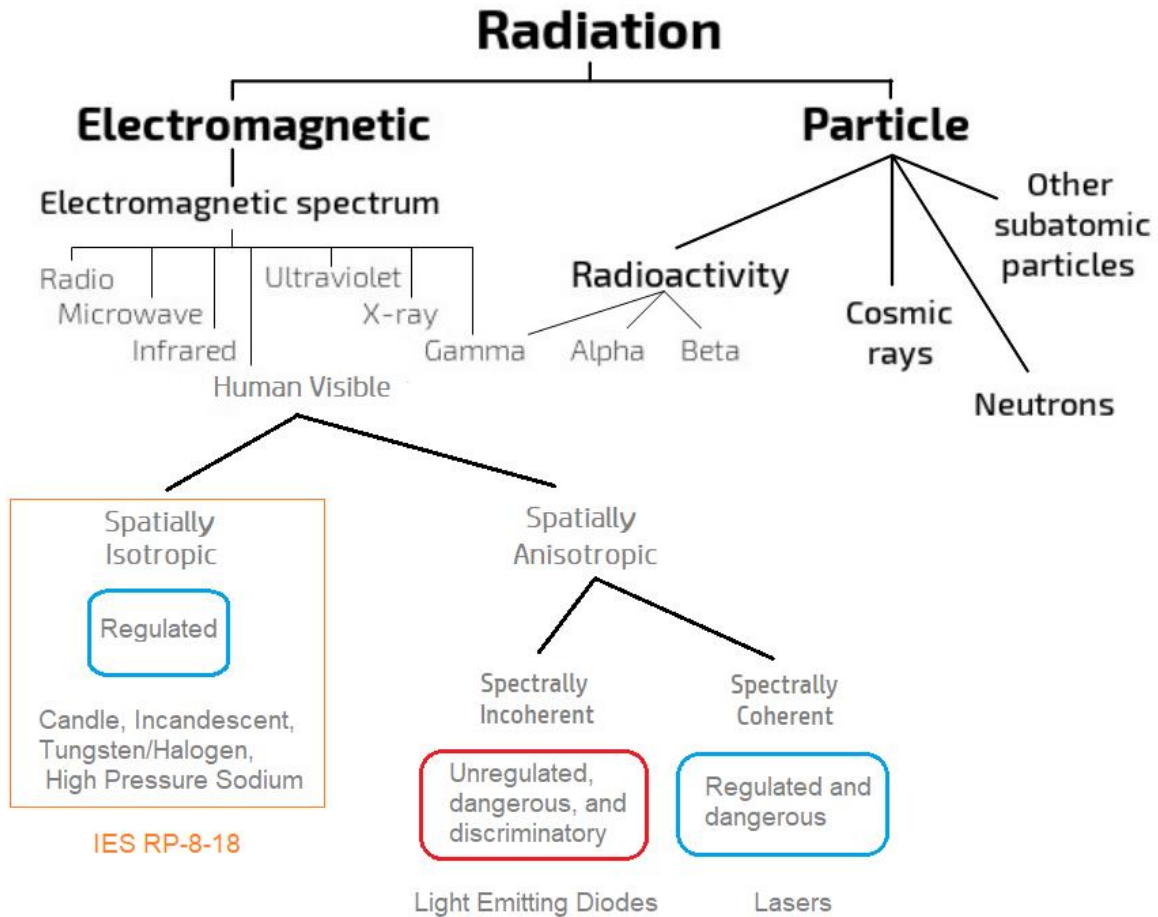 Radiation
Electromagnetic
Particle
Electromagnetic spectrum
Other
subatomic
particles
Radio
Ultraviolet
Radioactivity
Microwave
X-ray
Cosmic
rays
Infrared
Gamma
Alpha
Beta
Human Visible
Neutrons
Spatially
Isotropic
Spatially
Anisotropic
Regulated
Spectrally
Incoherent
Spectrally
Coherent
Candle, Incandescent,
Tungsten/Halogen,
High Pressure Sodium
Unregulated,
dangerous, and
discriminatory
Regulated and
dangerous
IES RP-8-18
Light Emitting Diodes
Lasers